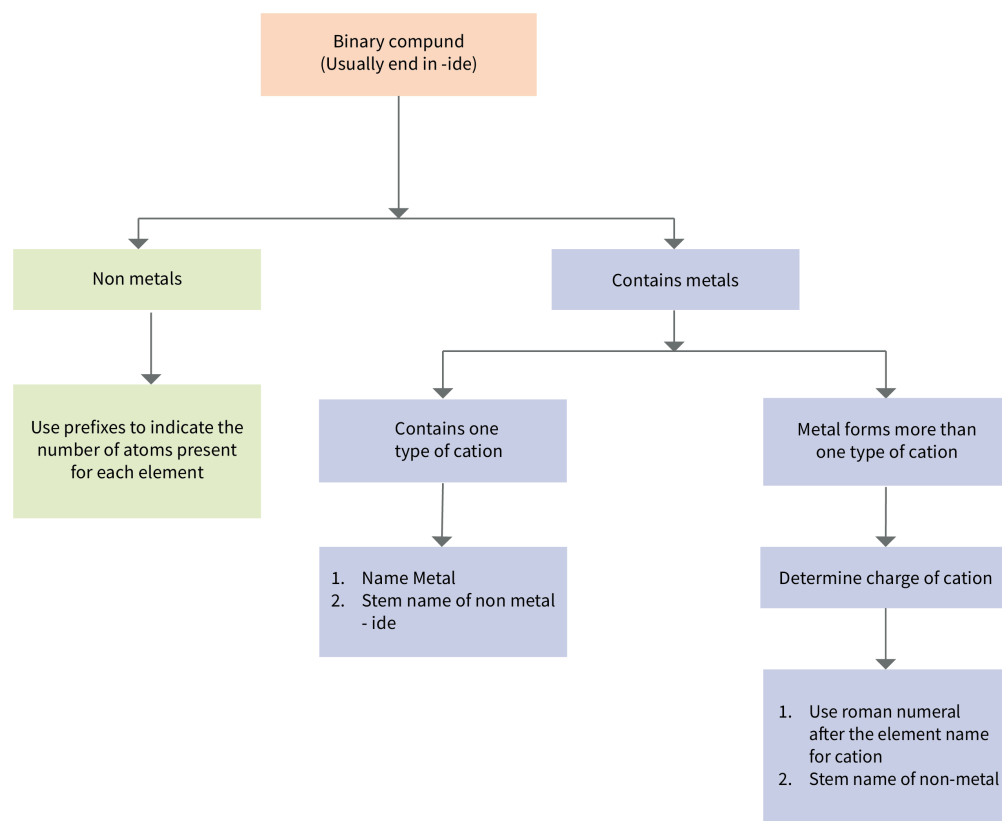 Binary compund
(Usually end in -ide)
Non metals
Contains metals
Use prefixes to indicate the
number of atoms present
for each element
Contains one
type of cation
Metal forms more than
one type of cation
1. Name Metal
2. Stem name of non metal
- ide
Determine charge of cation
1. Use roman numeral
after the element name
for cation
2. Stem name of non-metal